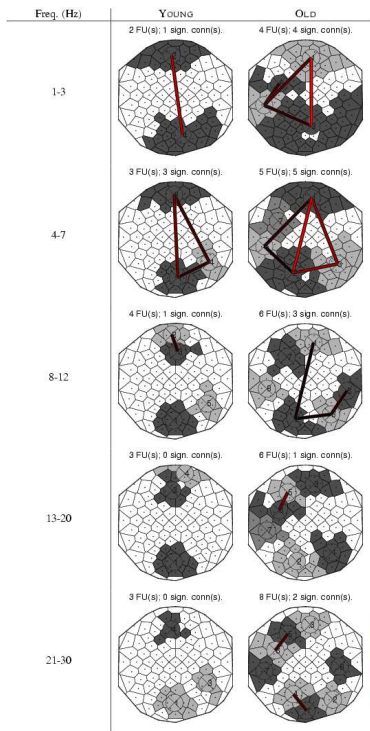 Freq. (Hz) YOUNG OLD
2 FU(s); 1 sign. conn(s). 4 FU(s); 4 sign. conn(s).
1-3
3 FU(s); 3 sign. conn(s). 5 FU(s); 5 sign. conn(s).
4-7
4 FU(s); 1 sign. conn(s). 6 FU(s); 3 sign. conn(s).
8-12
3 FU(s); 0 sign. conn(s). 6 FU(s); 1 sign. conn(s).
13-20
3 FU(s); 0 sign. conn(s). 8 FU(s); 2 sign. conn(s).
21-30